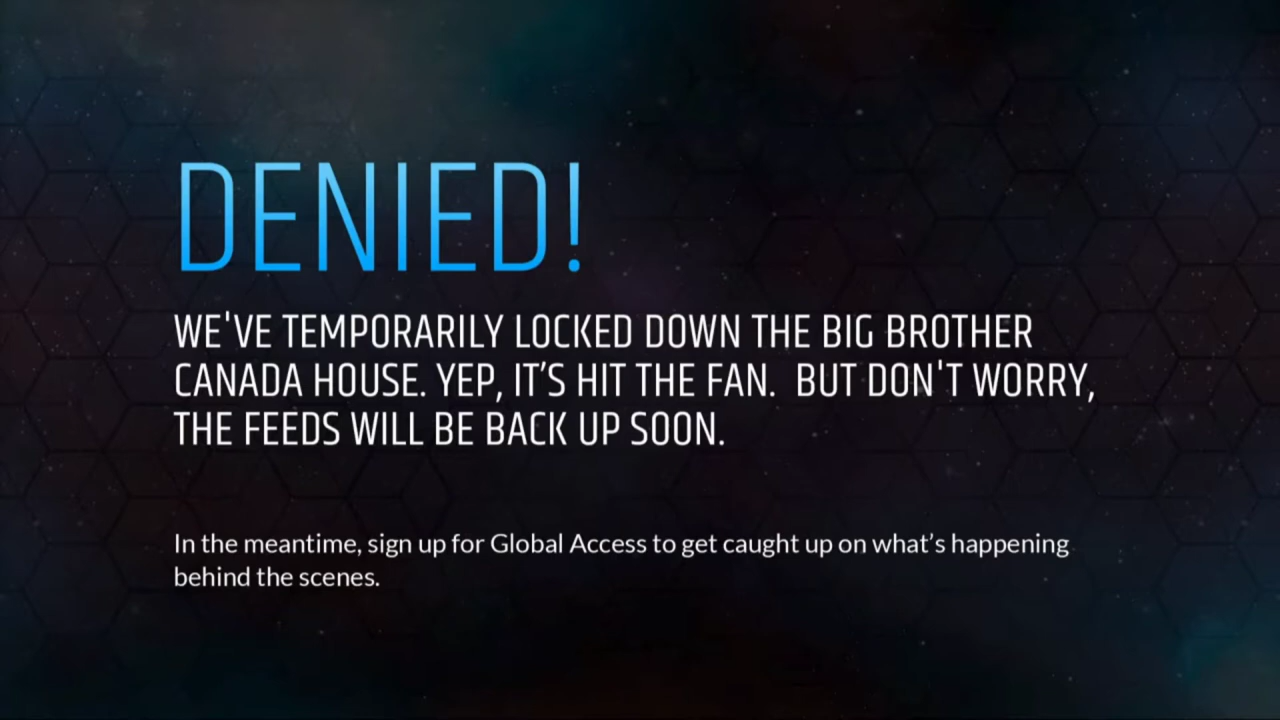 DENIED!
WE'VE TEMPORARILY LOCKED DOWN THE BIG BROTHER
CANADA HOUSE. YEP, IT’S HIT THE FAN.  BUT DON'T WORRY,
THE FEEDS WILL BE BACK UP SOON.
In the meantime, sign up for Global Access to get caught up on what’s happening
behind the scenes.